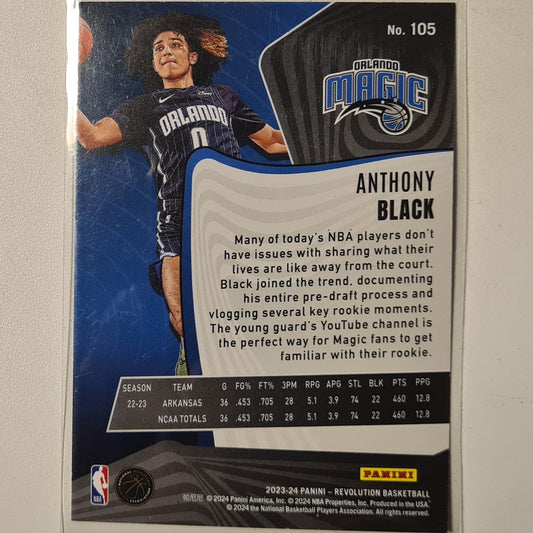 No. 105
ORLANDO
MAGIC
ORLANDO
0
ANTHONY
BLACK
Many of today's NBA players don't
have issues with sharing what their
lives are like away from the court.
Black joined the trend, documenting
his entire pre-draft process and
vlogging several key rookie moments.
The young guard's YouTube channel is
the perfect way for Magic fans to get
familiar with their rookie.
SEASON TEAM G FG% FT% 3PM RPG APG STL BLK PTS PPG
22-23 ARKANSAS 36 .453 .705 28 5.1 3.9 74 22 460 12.8
NCAA TOTALS 36 .453 .705 28 5.1 3.9 74 22 460 12.8
PANINI
NBA
2023-24 PANINI – REVOLUTION BASKETBALL
帕尼尼 © 2024 Panini America, Inc. © 2024 NBA Properties, Inc. Produced in the USA.
© 2024 the National Basketball Players Association. All rights reserved.